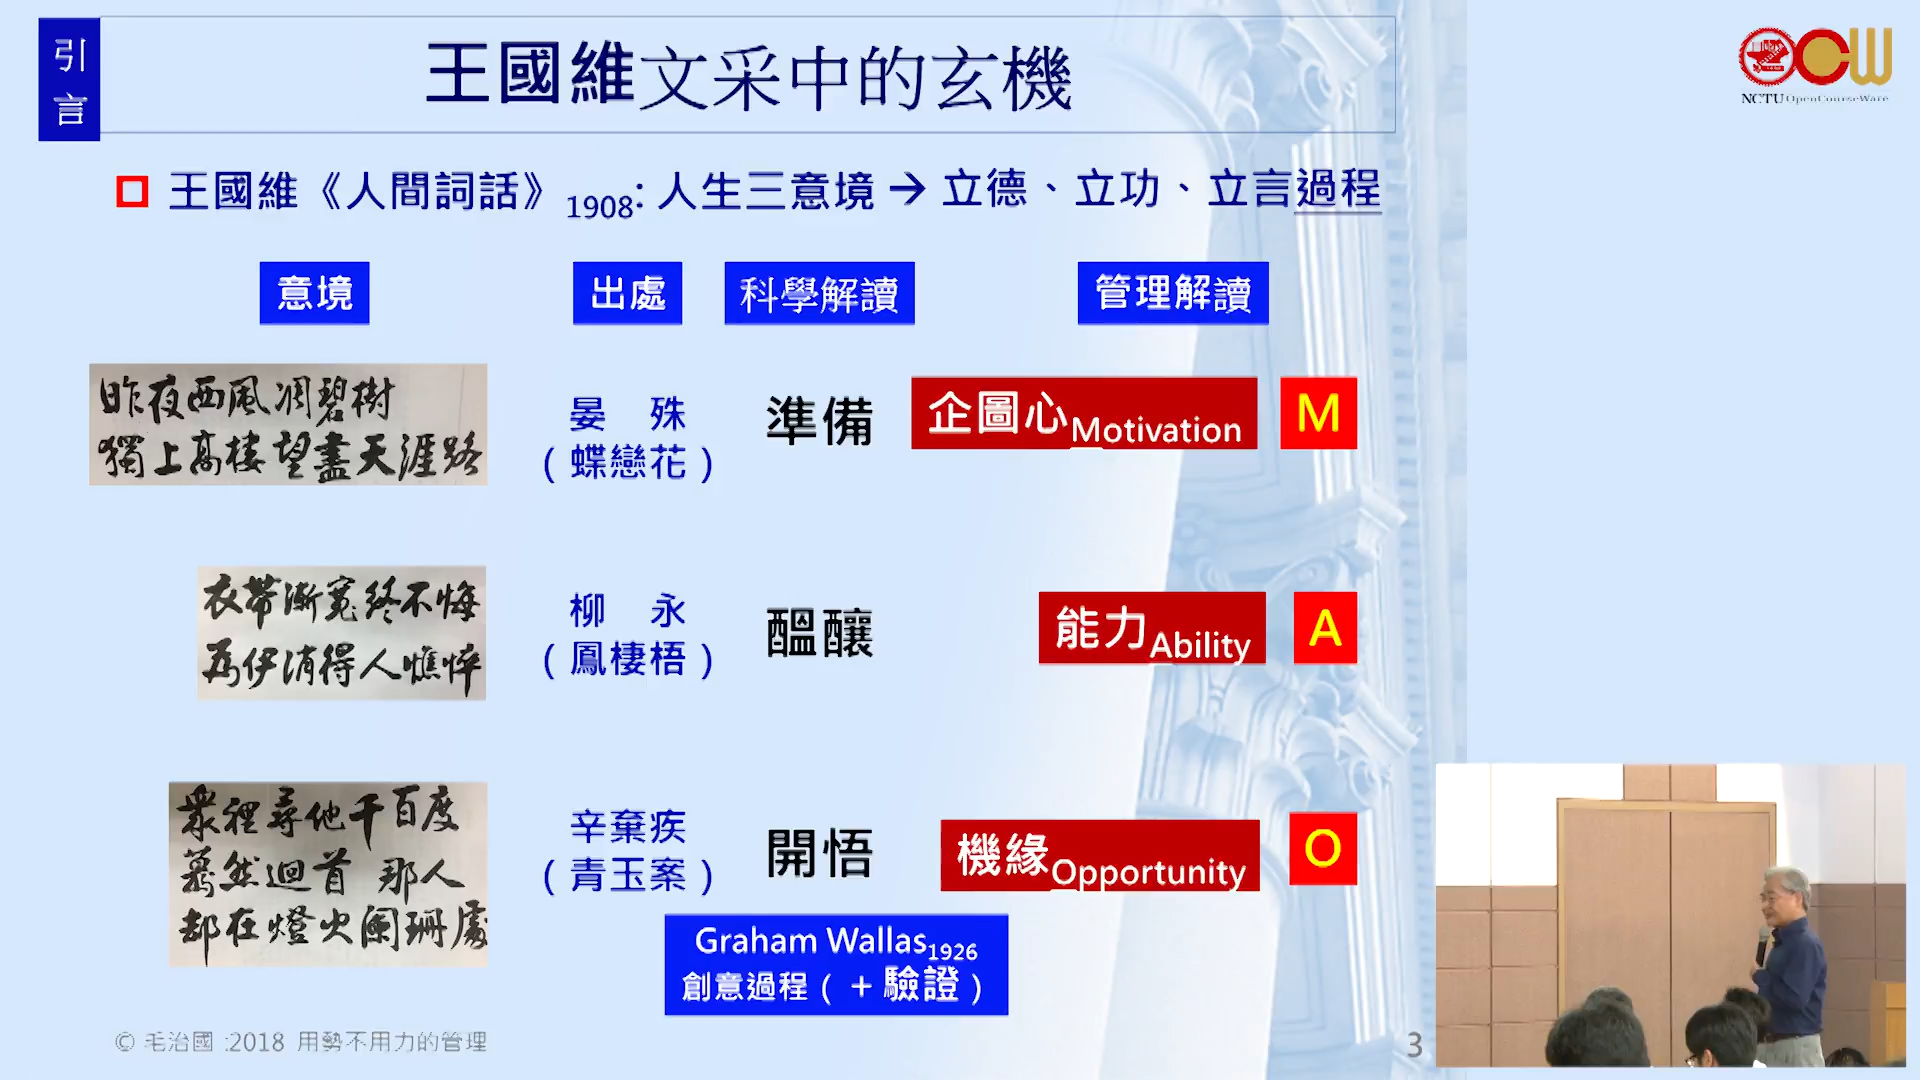 引言
王國維文采中的玄機
NCTU OpenCourseWare
王國維《人間詞話》1908: 人生三意境 → 立德、立功、立言過程
意境 出處 科學解讀 管理解讀
昨夜西風凋碧樹
獨上高樓望盡天涯路
晏 殊
(蝶戀花)
準備
企圖心Motivation M
衣帶漸寬終不悔
為伊消得人憔悴
柳 永
(鳳棲梧)
醞釀
能力Ability A
眾裡尋他千百度
驀然迴首 那人
却在燈火闌珊處
辛棄疾
(青玉案)
開悟
機緣Opportunity O
Graham Wallas1926
創意過程(+驗證)
© 毛治國 :2018 用勢不用力的管理
3